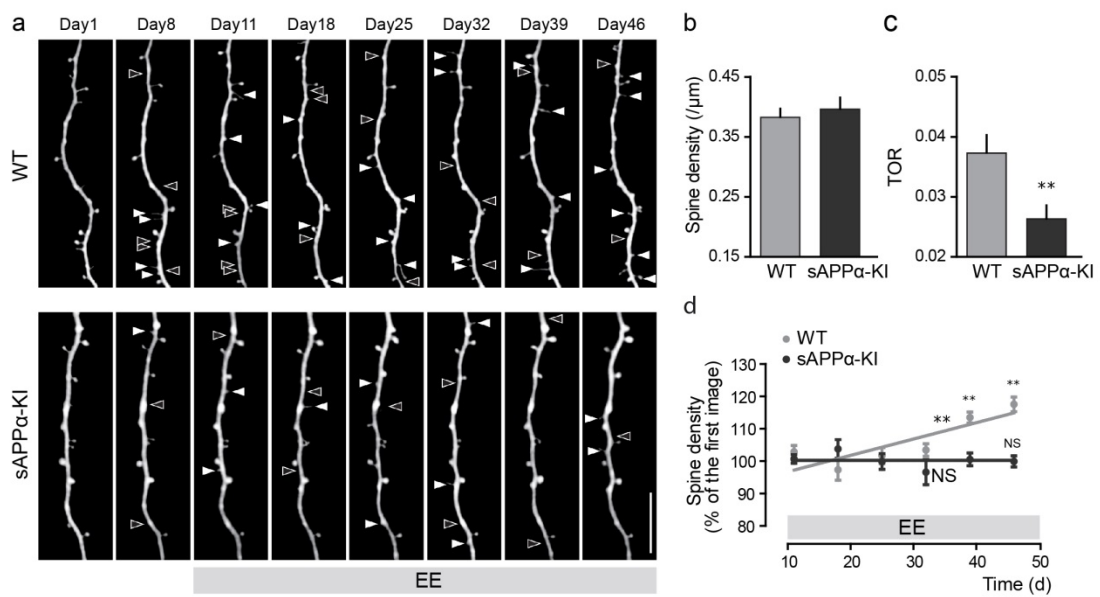 a
Day1 Day8 Day11 Day18 Day25 Day32 Day39 Day46
WT
sAPPα-KI
EE
b
Spine density (/µm)
0.45
0.35
0.25
0.15
WT sAPPα-KI
c
TOR
0.05
0.04
0.03
0.02
**
WT sAPPα-KI
d
WT
sAPPα-KI
Spine density
(% of the first image)
130
120
110
100
90
80
** ** **
NS
NS
EE
10 20 30 40 50
Time (d)